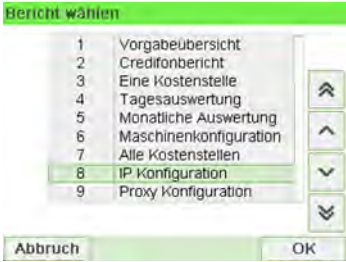 Bericht wählen
1 Vorgabeübersicht
2 Credifonbericht
3 Eine Kostenstelle
4 Tagesauswertung
5 Monatliche Auswertung
6 Maschinenkonfiguration
7 Alle Kostenstellen
8 IP Konfiguration
9 Proxy Konfiguration
Abbruch OK